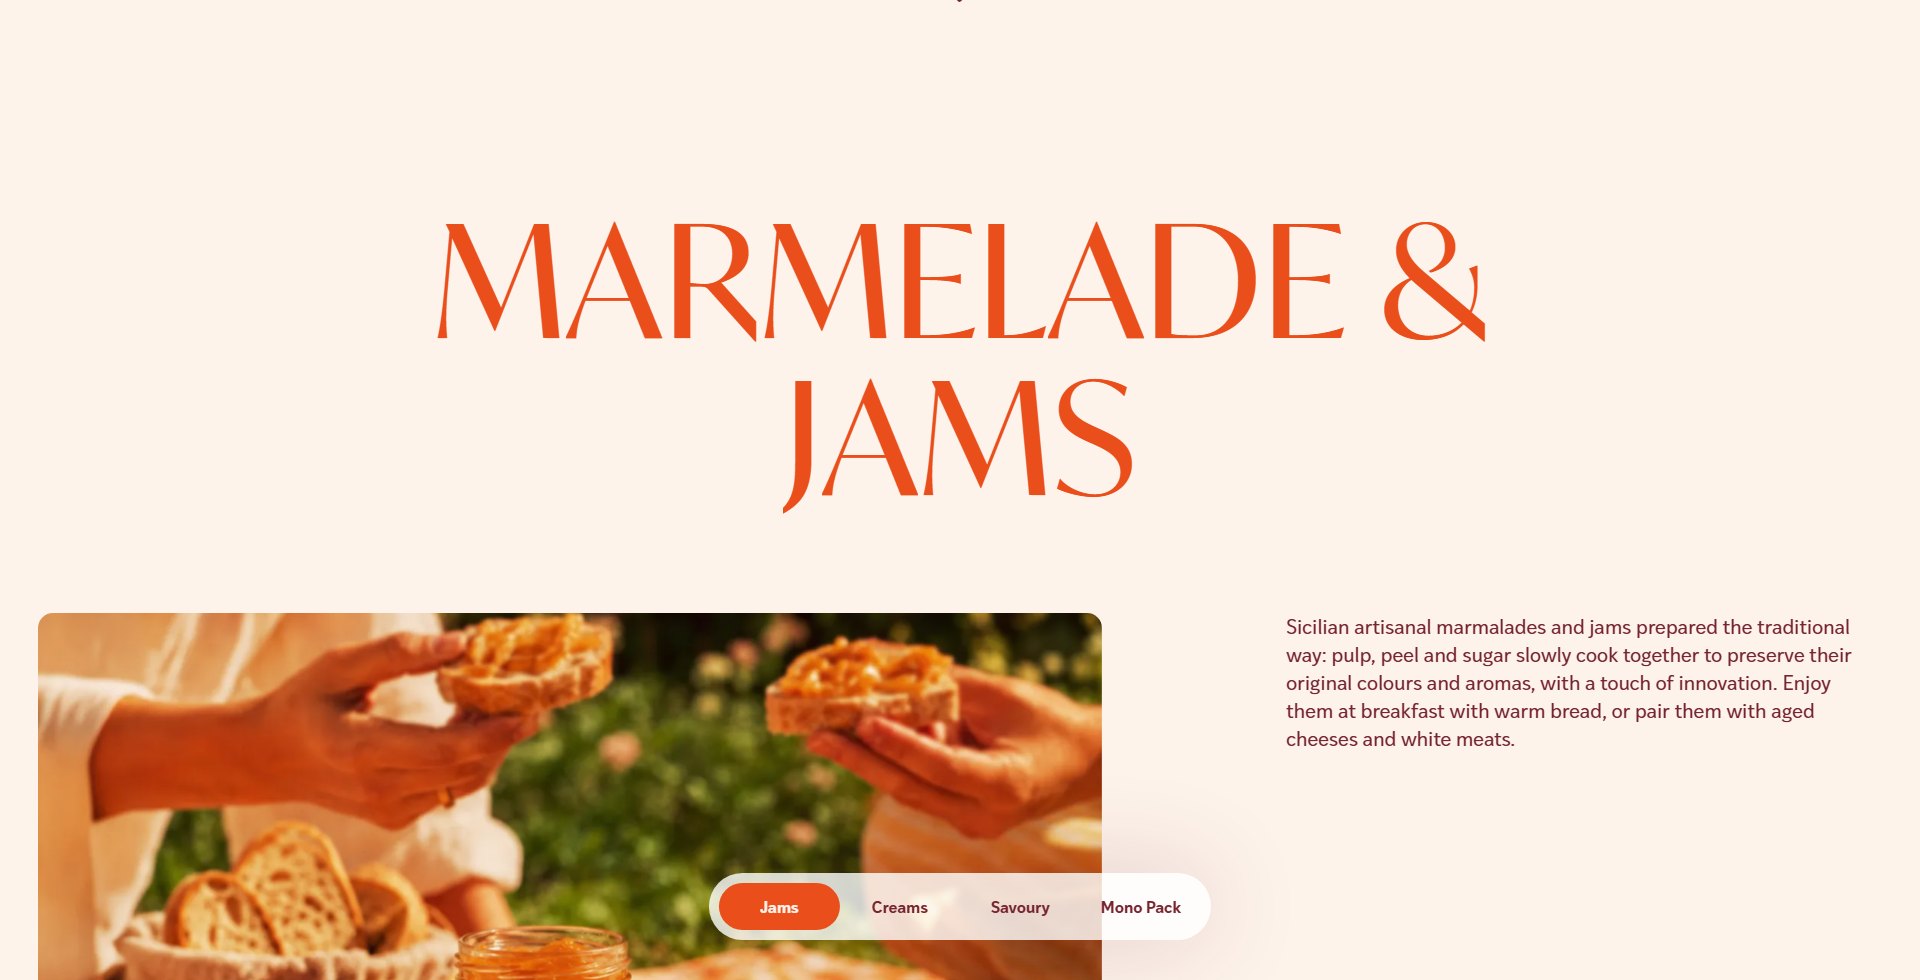 MARMELADE &
JAMS
Sicilian artisanal marmalades and jams prepared the traditional
way: pulp, peel and sugar slowly cook together to preserve their
original colours and aromas, with a touch of innovation. Enjoy
them at breakfast with warm bread, or pair them with aged
cheeses and white meats.
Jams Creams Savoury Mono Pack